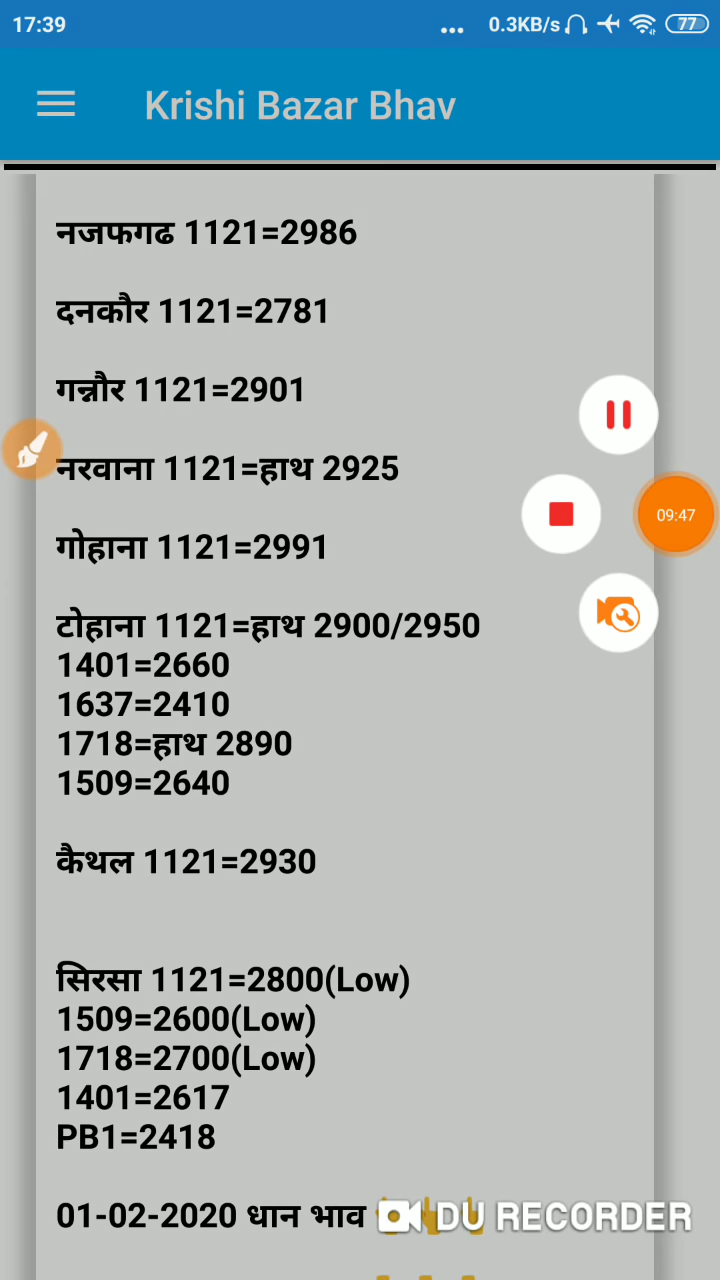 17:39 ... 0.3KB/s 77
Krishi Bazar Bhav
नजफगढ 1121=2986
दनकौर 1121=2781
गन्नौर 1121=2901
नरवाना 1121=हाथ 2925
गोहाना 1121=2991
09:47
टोहाना 1121=हाथ 2900/2950
1401=2660
1637=2410
1718=हाथ 2890
1509=2640
कैथल 1121=2930
सिरसा 1121=2800(Low)
1509=2600(Low)
1718=2700(Low)
1401=2617
PB1=2418
01-02-2020 धान भाव DU RECORDER